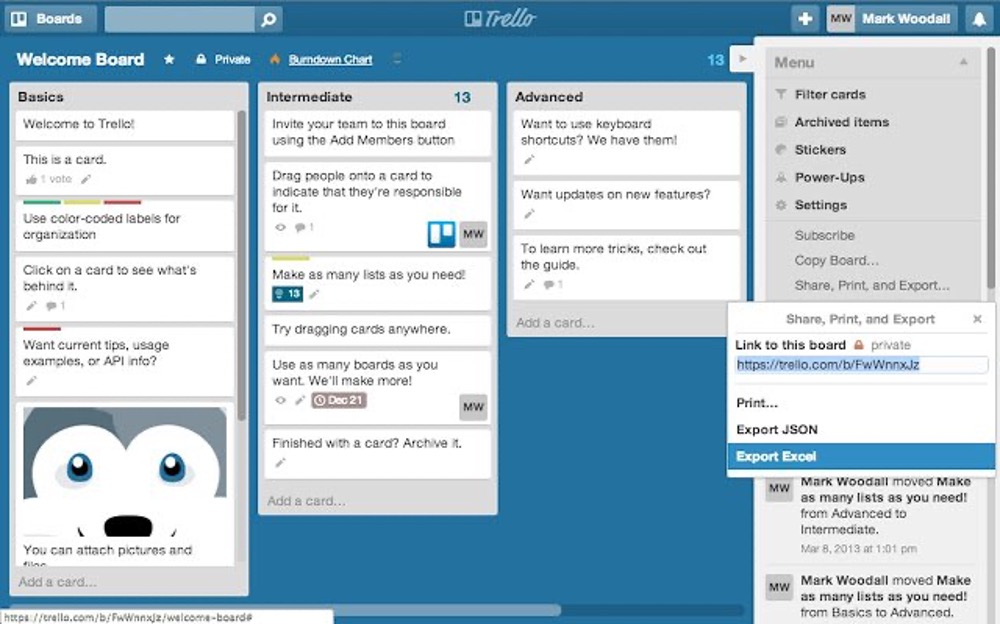 Boards
Trello
MW Mark Woodall
Welcome Board
Private
Burndown Chart
13
Basics
Welcome to Trello!
This is a card.
1 vote
Use color-coded labels for
organization
Click on a card to see what's
behind it.
1
Want current tips, usage
examples, or API info?
You can attach pictures and
files
Add a card...
Intermediate 13
Invite your team to this board
using the Add Members button
Drag people onto a card to
indicate that they're responsible
for it.
1
MW
Make as many lists as you need!
13
Try dragging cards anywhere.
Use as many boards as you
want. We'll make more!
Dec 21
MW
Finished with a card? Archive it.
Add a card...
Advanced
Want to use keyboard
shortcuts? We have them!
Want updates on new features?
To learn more tricks, check out
the guide.
1
Add a card...
Menu
Filter cards
Archived items
Stickers
Power-Ups
Settings
Subscribe
Copy Board...
Share, Print, and Export...
Share, Print, and Export
Link to this board private
https://trello.com/b/FwWnnxJz
Print...
Export JSON
Export Excel
MW
Mark Woodall moved Make
as many lists as you need!
from Advanced to
Intermediate.
Mar 8, 2013 at 1:01 pm
MW
Mark Woodall moved Make
as many lists as you need!
from Basics to Advanced.
https://trello.com/b/FwWnnxJz/welcome-board#